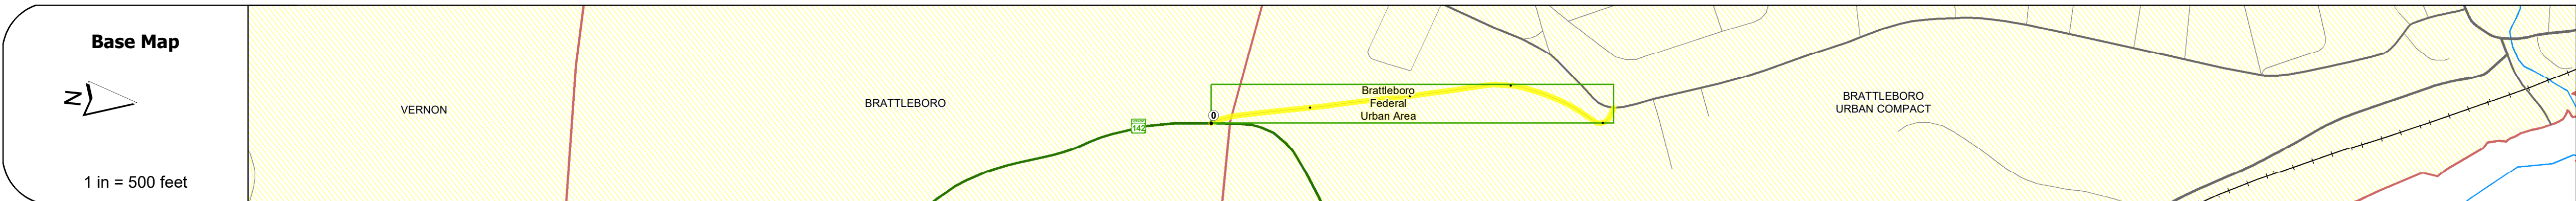 Base Map
N
1 in = 500 feet
VERNON
BRATTLEBORO
142
0
Brattleboro
Federal
Urban Area
BRATTLEBORO
URBAN COMPACT